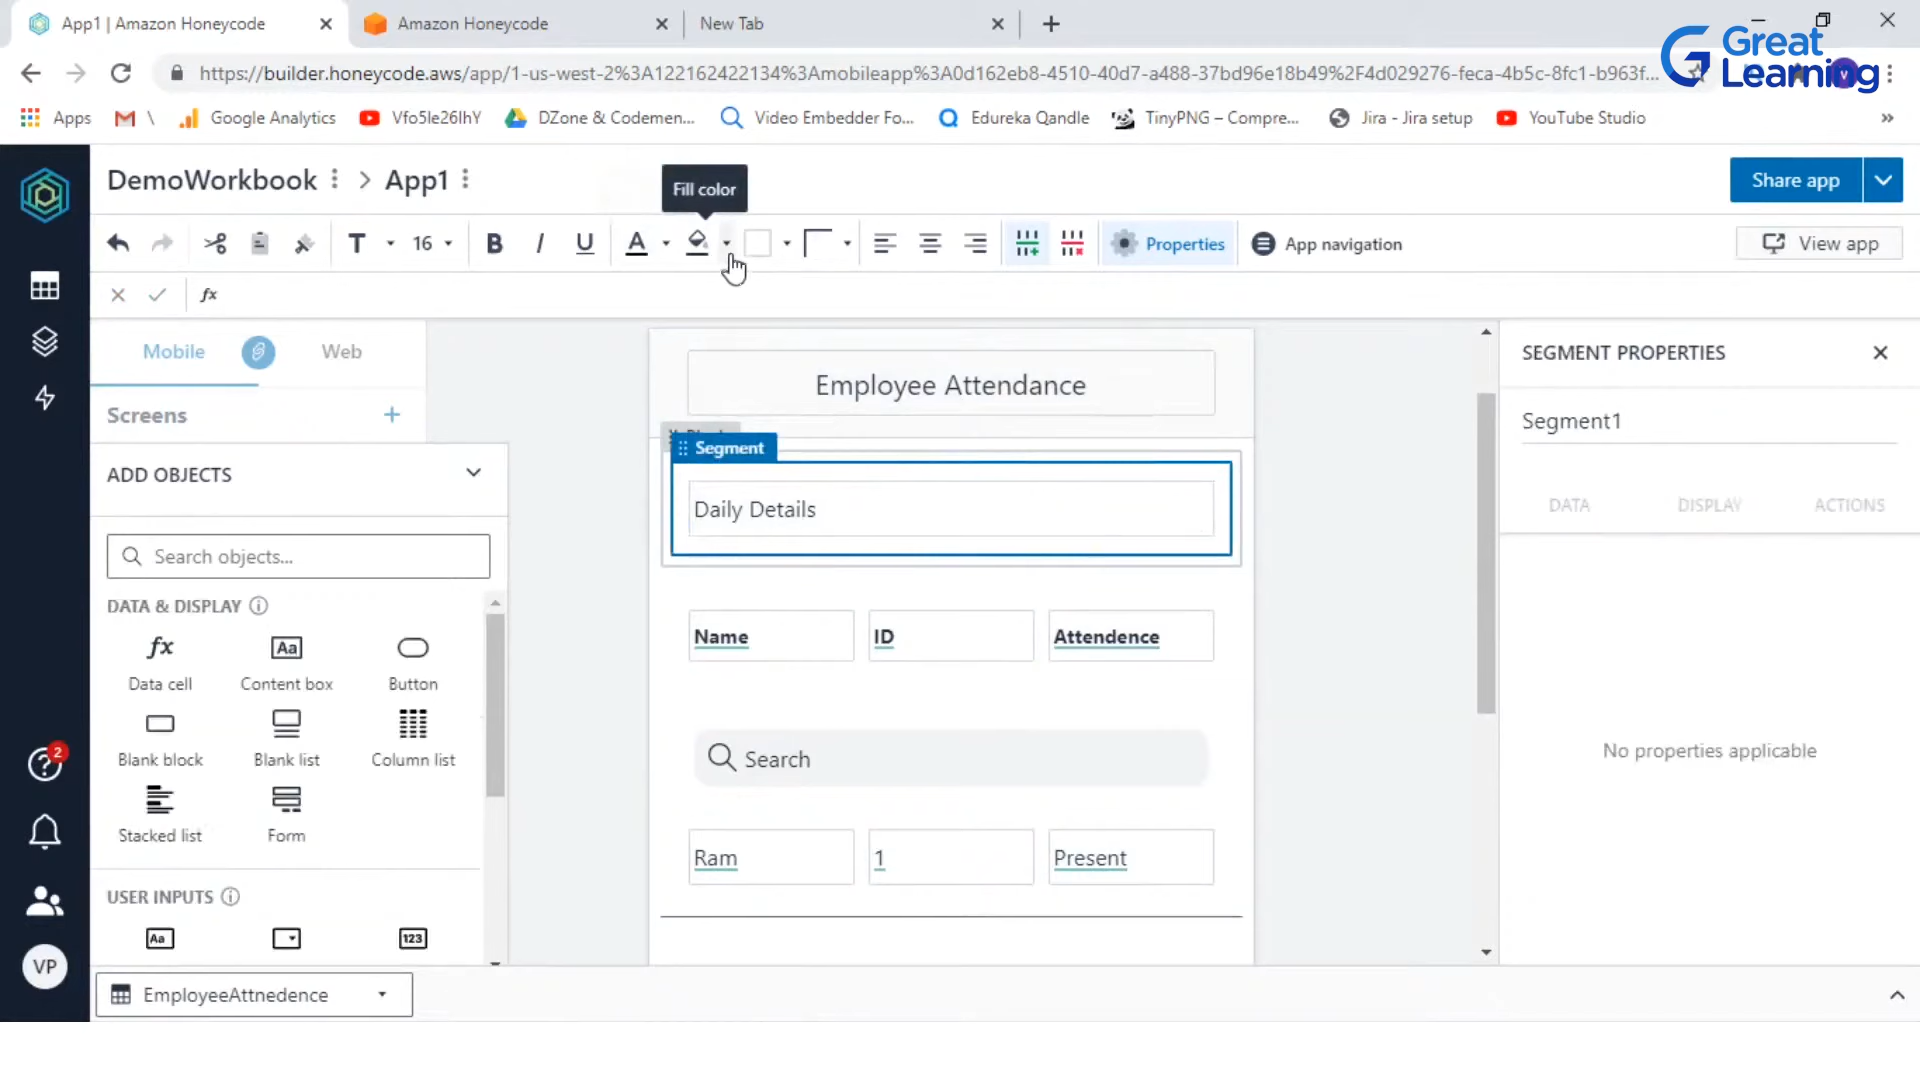 App1 | Amazon Honeycode
Amazon Honeycode
New Tab
Great Learning
https://builder.honeycode.aws/app/1-us-west-2%3A122162422134%3Amobileapp%3A0d162eb8-4510-40d7-a488-37bd96e18b49%2F4d029276-feca-4b5c-8fc1-b963f...
Apps
\
Google Analytics
Vfo5Ie26IhY
DZone & Codemen...
Video Embedder Fo...
Edureka Qandle
TinyPNG – Compre...
Jira - Jira setup
YouTube Studio
»
DemoWorkbook > App1
Fill color
Share app
T 16 B I U A
Properties
App navigation
View app
fx
Mobile
Web
Screens
+
Employee Attendance
SEGMENT PROPERTIES
Segment1
Segment
ADD OBJECTS
DATA
DISPLAY
ACTIONS
Daily Details
Search objects...
DATA & DISPLAY
fx
Aa
Data cell
Content box
Button
Name
ID
Attendence
Blank block
Blank list
Column list
Search
No properties applicable
2
Stacked list
Form
Ram
1
Present
USER INPUTS
Aa
123
VP
EmployeeAttnedence